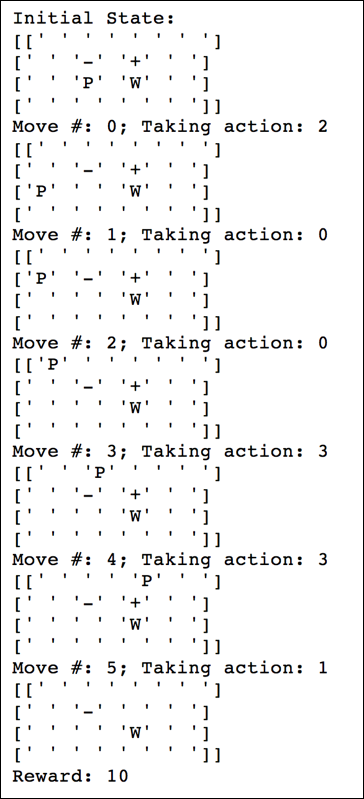 Initial State:
[[' ' ' ' ' ' ' ']
[' ' '-' '+' ' ']
[' ' 'P' 'W' ' ']
[' ' ' ' ' ' ' ']]
Move #: 0; Taking action: 2
[[' ' ' ' ' ' ' ']
[' ' '-' '+' ' ']
['P' ' ' 'W' ' ']
[' ' ' ' ' ' ' ']]
Move #: 1; Taking action: 0
[[' ' ' ' ' ' ' ']
['P' '-' '+' ' ']
[' ' ' ' 'W' ' ']
[' ' ' ' ' ' ' ']]
Move #: 2; Taking action: 0
[['P' ' ' ' ' ' ']
[' ' '-' '+' ' ']
[' ' ' ' 'W' ' ']
[' ' ' ' ' ' ' ']]
Move #: 3; Taking action: 3
[[' ' 'P' ' ' ' ']
[' ' '-' '+' ' ']
[' ' ' ' 'W' ' ']
[' ' ' ' ' ' ' ']]
Move #: 4; Taking action: 3
[[' ' ' ' 'P' ' ']
[' ' '-' '+' ' ']
[' ' ' ' 'W' ' ']
[' ' ' ' ' ' ' ']]
Move #: 5; Taking action: 1
[[' ' ' ' ' ' ' ']
[' ' '-' ' ' ' ']
[' ' ' ' 'W' ' ']
[' ' ' ' ' ' ' ']]
Reward: 10